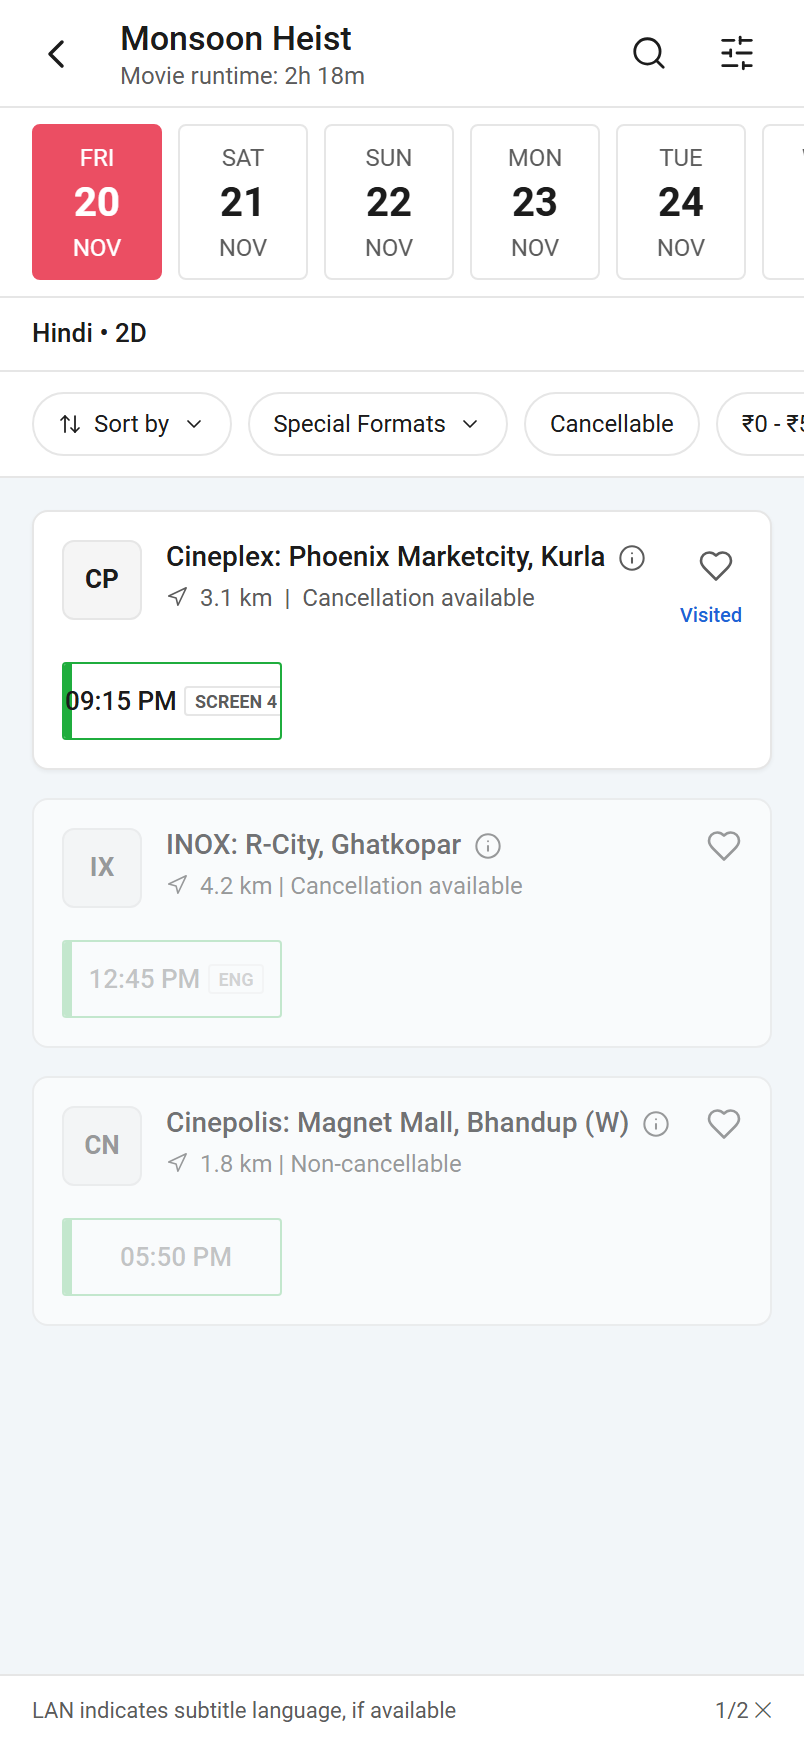 Monsoon Heist
Movie runtime: 2h 18m
FRI
20
NOV
SAT
21
NOV
SUN
22
NOV
MON
23
NOV
TUE
24
NOV
Hindi • 2D
Sort by
Special Formats
Cancellable
₹0 - ₹5
CP
Cineplex: Phoenix Marketcity, Kurla
3.1 km | Cancellation available
Visited
09:15 PM SCREEN 4
IX
INOX: R-City, Ghatkopar
4.2 km | Cancellation available
12:45 PM ENG
CN
Cinepolis: Magnet Mall, Bhandup (W)
1.8 km | Non-cancellable
05:50 PM
LAN indicates subtitle language, if available
1/2